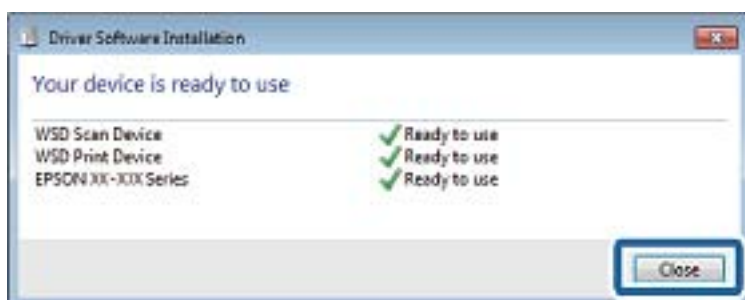 Driver Software Installation
Your device is ready to use
WSD Scan Device Ready to use
WSD Print Device Ready to use
EPSON XX-XXX Series Ready to use
Close